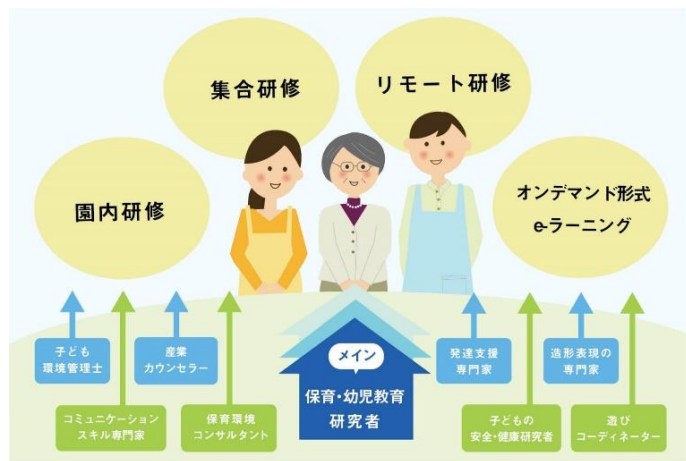 集合研修
リモート研修
園内研修
オンデマンド形式
e-ラーニング
子ども
環境管理士
産業
カウンセラー
メイン
保育・幼児教育
研究者
発達支援
専門家
造形表現の
専門家
コミュニケーション
スキル専門家
保育環境
コンサルタント
子どもの
安全・健康研究者
遊び
コーディネーター